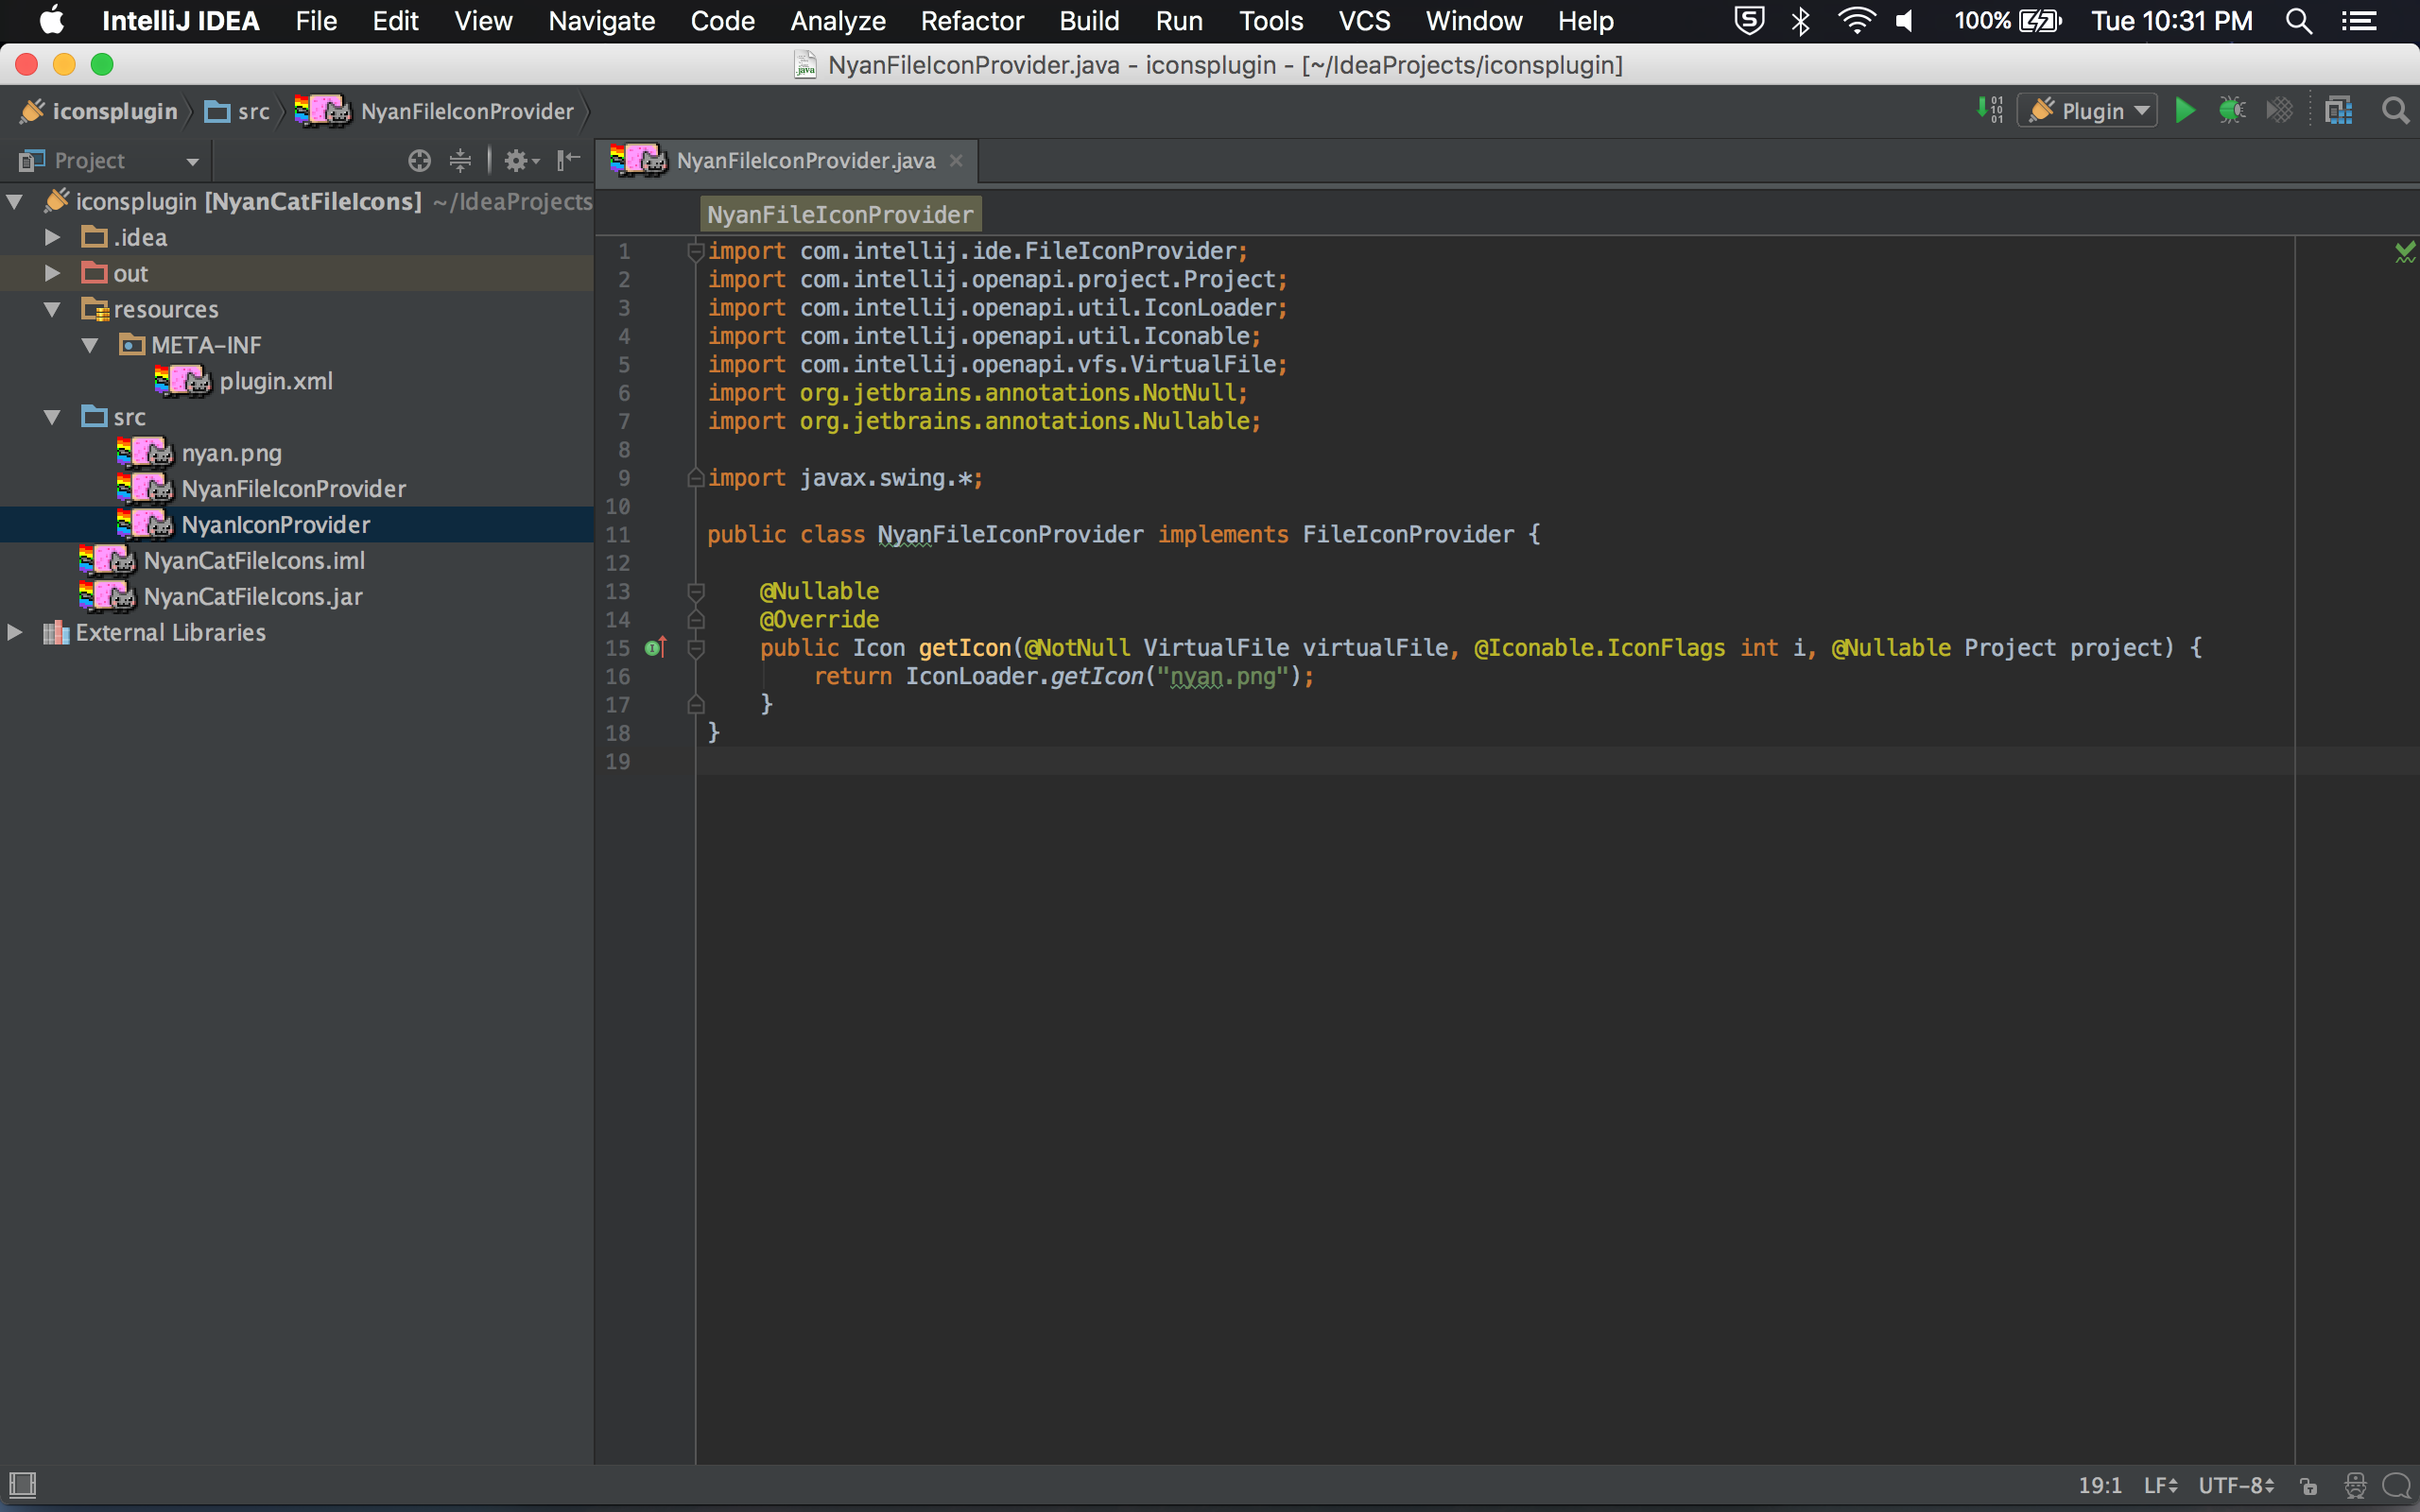 IntelliJ IDEA File Edit View Navigate Code Analyze Refactor Build Run Tools VCS Window Help 100% Tue 10:31 PM
NyanFileIconProvider.java - iconsplugin - [~/IdeaProjects/iconsplugin]
iconsplugin src NyanFileIconProvider Plugin
Project
NyanFileIconProvider.java
iconsplugin [NyanCatFileIcons] ~/IdeaProjects
.idea
out
resources
META-INF
plugin.xml
src
nyan.png
NyanFileIconProvider
NyanIconProvider
NyanCatFileIcons.iml
NyanCatFileIcons.jar
External Libraries
NyanFileIconProvider
1 import com.intellij.ide.FileIconProvider;
2 import com.intellij.openapi.project.Project;
3 import com.intellij.openapi.util.IconLoader;
4 import com.intellij.openapi.util.Iconable;
5 import com.intellij.openapi.vfs.VirtualFile;
6 import org.jetbrains.annotations.NotNull;
7 import org.jetbrains.annotations.Nullable;
8
9 import javax.swing.*;
10
11 public class NyanFileIconProvider implements FileIconProvider {
12
13 @Nullable
14 @Override
15 public Icon getIcon(@NotNull VirtualFile virtualFile, @Iconable.IconFlags int i, @Nullable Project project) {
16 return IconLoader.getIcon("nyan.png");
17 }
18 }
19
19:1 LF UTF-8